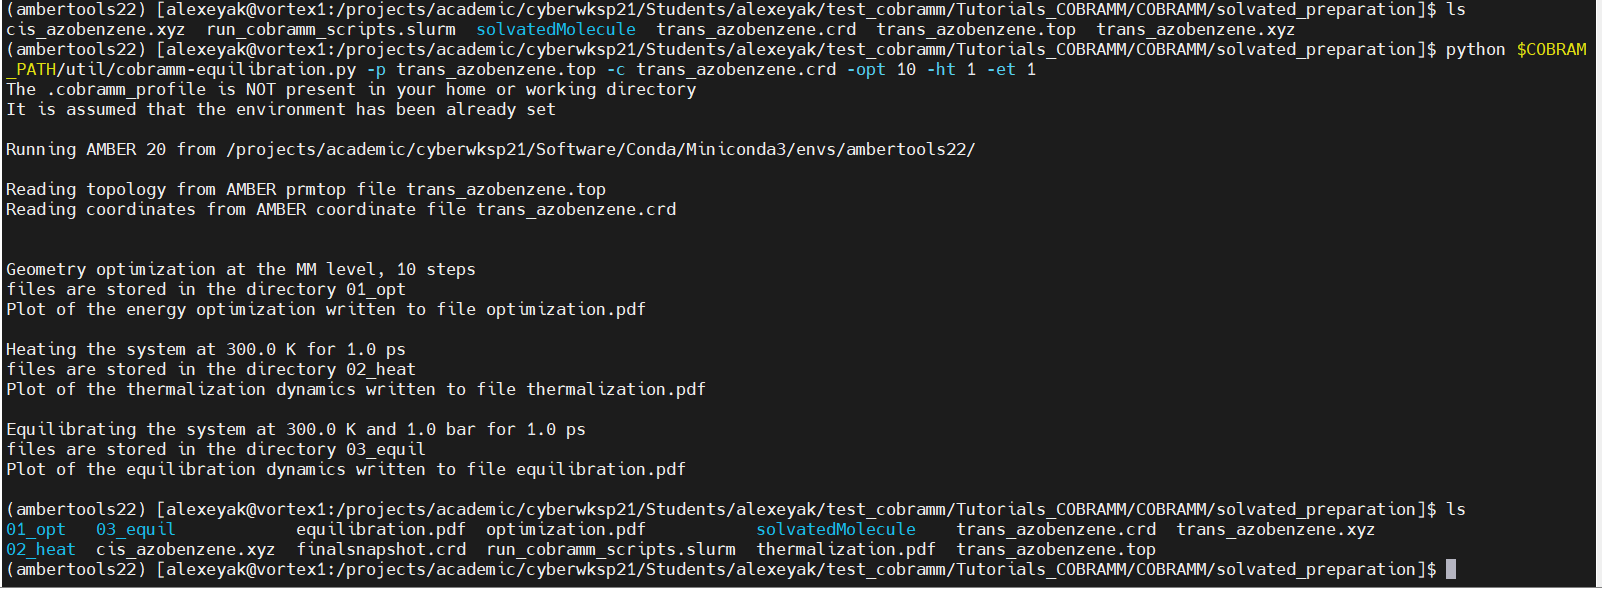 (ambertools22) [alexeyak@vortex1:/projects/academic/cyberwksp21/Students/alexeyak/test_cobramm/Tutorials_COBRAMM/COBRAMM/solvated_preparation]$ ls
cis_azobenzene.xyz  run_cobramm_scripts.slurm  solvatedMolecule  trans_azobenzene.crd  trans_azobenzene.top  trans_azobenzene.xyz
(ambertools22) [alexeyak@vortex1:/projects/academic/cyberwksp21/Students/alexeyak/test_cobramm/Tutorials_COBRAMM/COBRAMM/solvated_preparation]$ python $COBRAM
_PATH/util/cobramm-equilibration.py -p trans_azobenzene.top -c trans_azobenzene.crd -opt 10 -ht 1 -et 1
The .cobramm_profile is NOT present in your home or working directory
It is assumed that the environment has been already set
Running AMBER 20 from /projects/academic/cyberwksp21/Software/Conda/Miniconda3/envs/ambertools22/
Reading topology from AMBER prmtop file trans_azobenzene.top
Reading coordinates from AMBER coordinate file trans_azobenzene.crd
Geometry optimization at the MM level, 10 steps
files are stored in the directory 01_opt
Plot of the energy optimization written to file optimization.pdf
Heating the system at 300.0 K for 1.0 ps
files are stored in the directory 02_heat
Plot of the thermalization dynamics written to file thermalization.pdf
Equilibrating the system at 300.0 K and 1.0 bar for 1.0 ps
files are stored in the directory 03_equil
Plot of the equilibration dynamics written to file equilibration.pdf
(ambertools22) [alexeyak@vortex1:/projects/academic/cyberwksp21/Students/alexeyak/test_cobramm/Tutorials_COBRAMM/COBRAMM/solvated_preparation]$ ls
01_opt   03_equil            equilibration.pdf  optimization.pdf           solvatedMolecule    trans_azobenzene.crd  trans_azobenzene.xyz
02_heat  cis_azobenzene.xyz  finalsnapshot.crd  run_cobramm_scripts.slurm  thermalization.pdf  trans_azobenzene.top
(ambertools22) [alexeyak@vortex1:/projects/academic/cyberwksp21/Students/alexeyak/test_cobramm/Tutorials_COBRAMM/COBRAMM/solvated_preparation]$